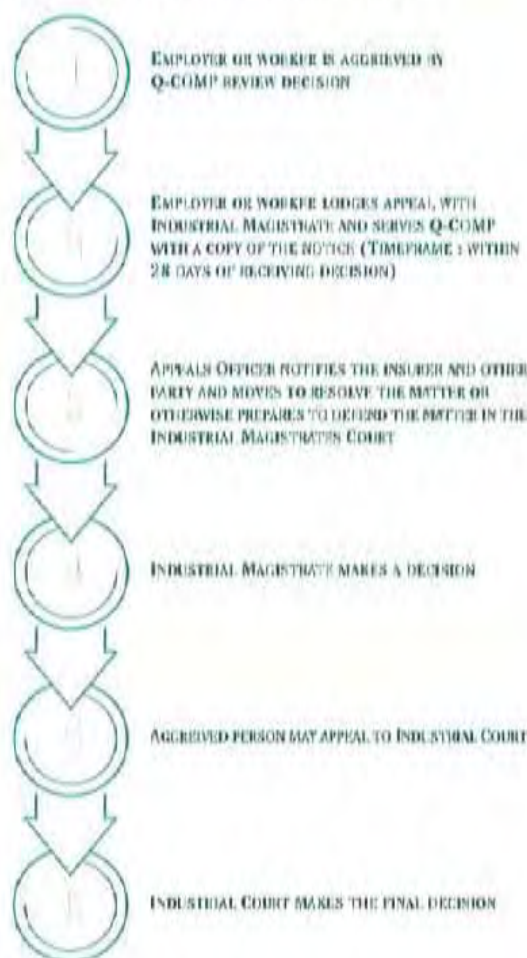 EMPLOYER OR WORKER IS AGGRIEVED BY
Q-COMP REVIEW DECISION
EMPLOYER OR WORKER LODGES APPEAL WITH
INDUSTRIAL MAGISTRATE AND SERVES Q-COMP
WITH A COPY OF THE NOTICE (TIMEFRAME : WITHIN
28 DAYS OF RECEIVING DECISION)
APPEALS OFFICER NOTIFIES THE INSURER AND OTHER
PARTY AND MOVES TO RESOLVE THE MATTER OR
OTHERWISE PREPARES TO DEFEND THE MATTER IN THE
INDUSTRIAL MAGISTRATES COURT
INDUSTRIAL MAGISTRATE MAKES A DECISION
AGGREIVED PERSON MAY APPEAL TO INDUSTRIAL COURT
INDUSTRIAL COURT MAKES THE FINAL DECISION